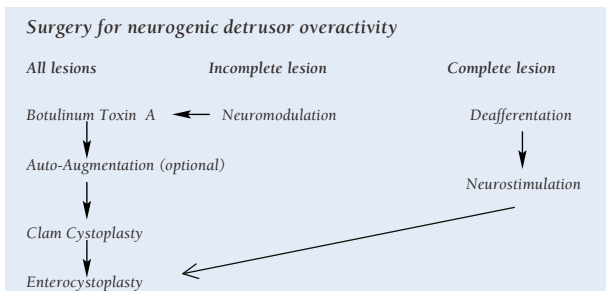 Surgery for neurogenic detrusor overactivity
All lesions Incomplete lesion Complete lesion
Botulinum Toxin A Neuromodulation Deafferentation
Auto-Augmentation (optional)
Neurostimulation
Clam Cystoplasty
Enterocystoplasty